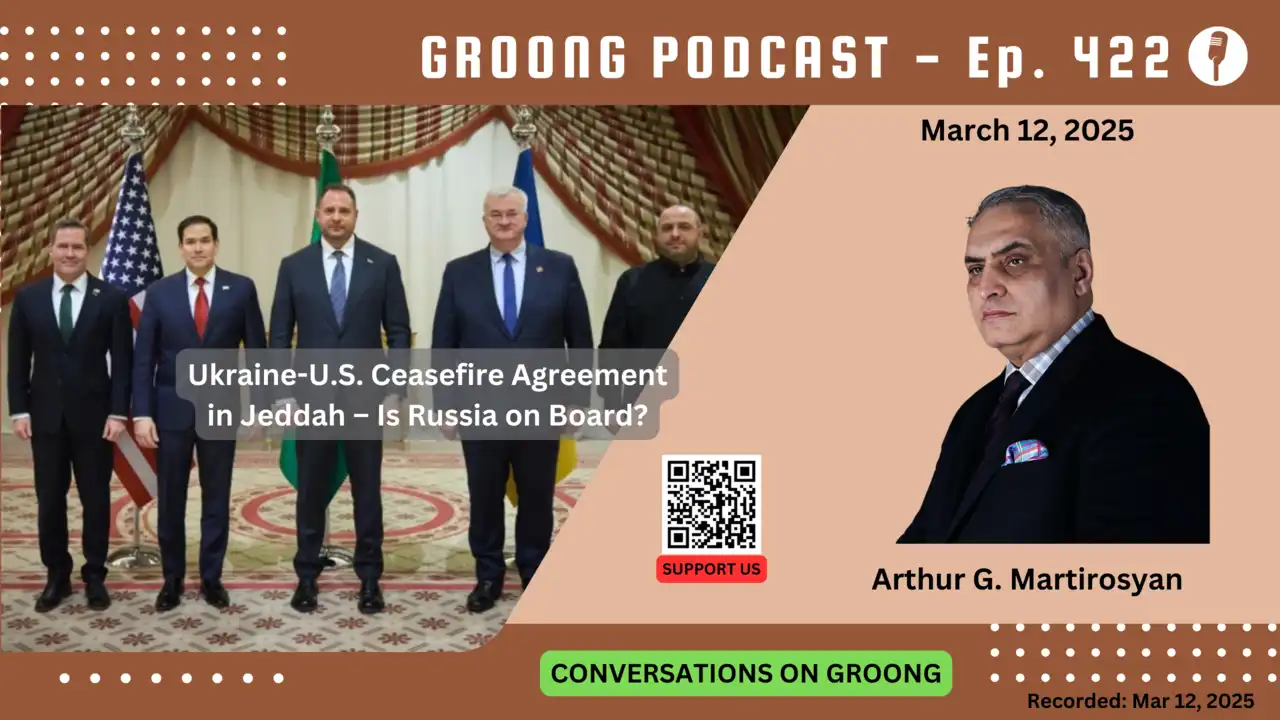 GROONG PODCAST – Ep. 422
March 12, 2025
Ukraine-U.S. Ceasefire Agreement
in Jeddah – Is Russia on Board?
SUPPORT US
Arthur G. Martirosyan
CONVERSATIONS ON GROONG
Recorded: Mar 12, 2025